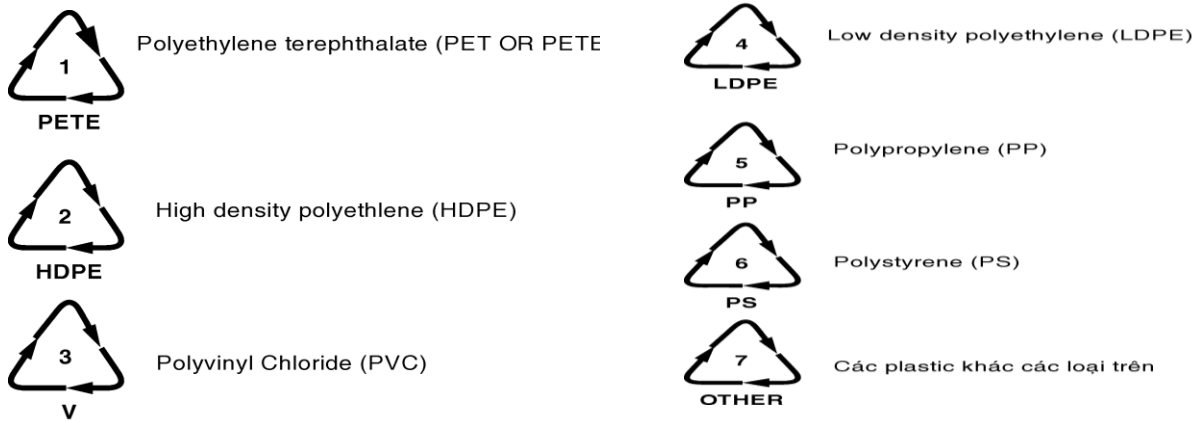 1
Polyethylene terephthalate (PET OR PETE
PETE
2
High density polyethlene (HDPE)
HDPE
3
Polyvinyl Chloride (PVC)
V
4
Low density polyethylene (LDPE)
LDPE
5
Polypropylene (PP)
PP
6
Polystyrene (PS)
PS
7
Các plastic khác các loại trên
OTHER